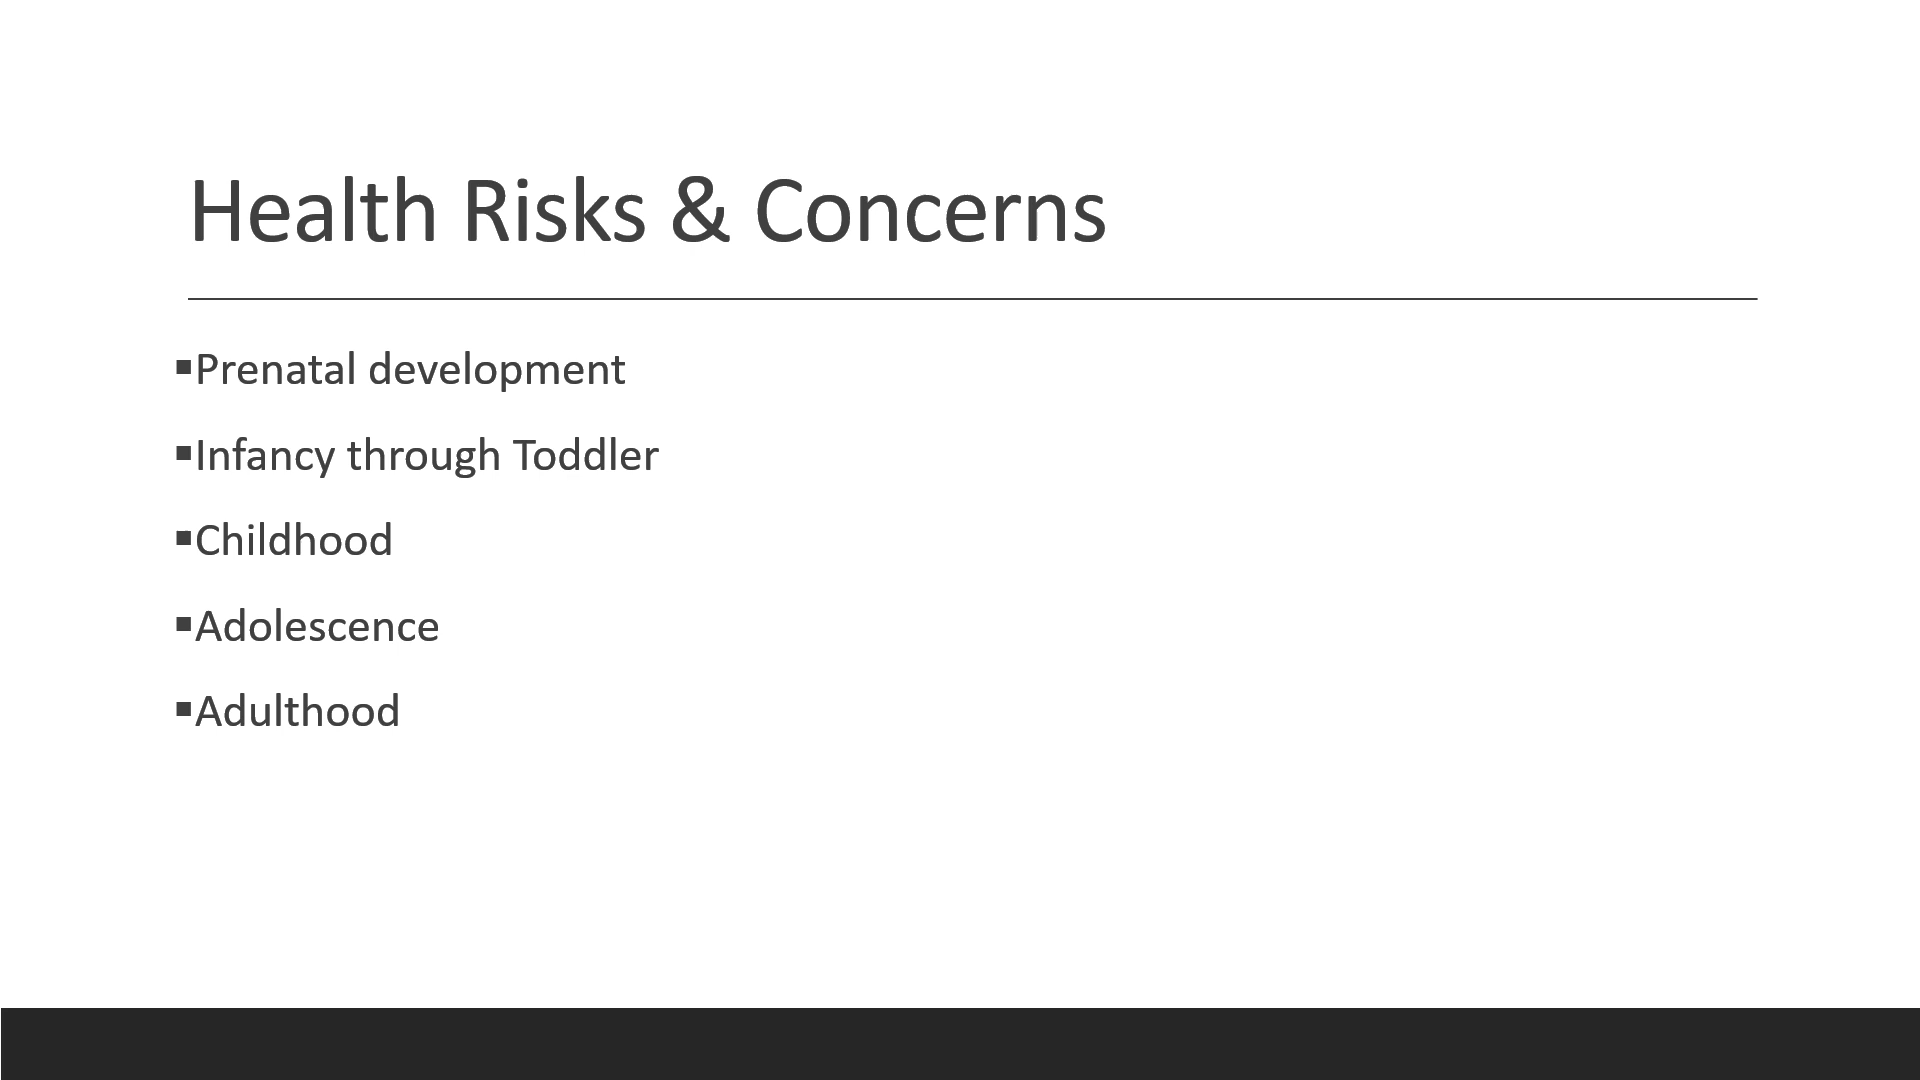 Health Risks & Concerns
▪Prenatal development
▪Infancy through Toddler
▪Childhood
▪Adolescence
▪Adulthood